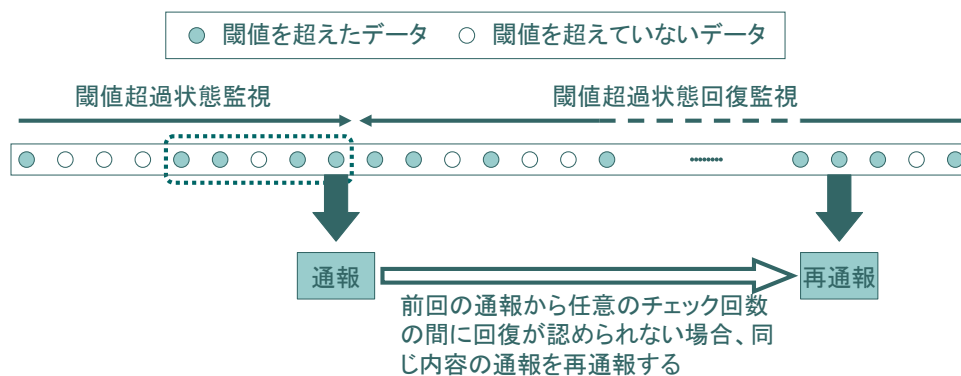 閾値を超えたデータ
閾値を超えていないデータ
閾値超過状態監視
閾値超過状態回復監視
通報
再通報
前回の通報から任意のチェック回数
の間に回復が認められない場合、同
じ内容の通報を再通報する